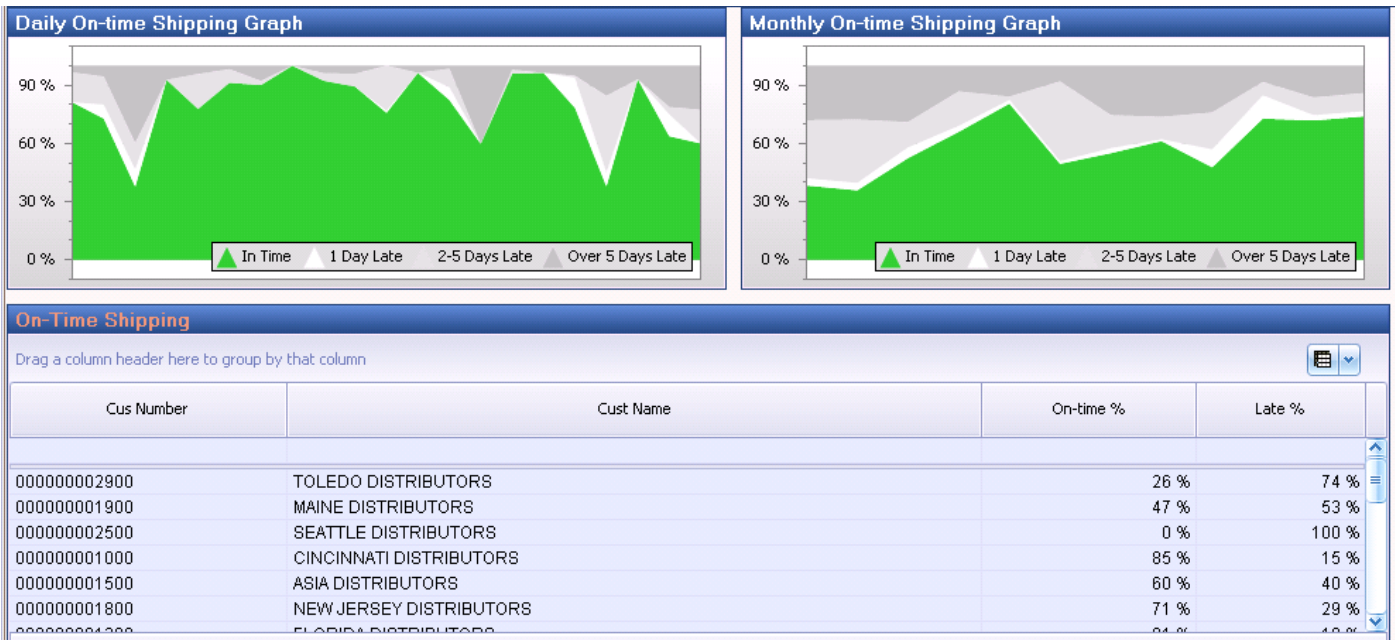 Daily On-time Shipping Graph
90 %
60 %
30 %
0 %
In Time 1 Day Late 2-5 Days Late Over 5 Days Late
Monthly On-time Shipping Graph
90 %
60 %
30 %
0 %
In Time 1 Day Late 2-5 Days Late Over 5 Days Late
On-Time Shipping
Drag a column header here to group by that column
Cus Number Cust Name On-time % Late %
000000002900 TOLEDO DISTRIBUTORS 26 % 74 %
000000001900 MAINE DISTRIBUTORS 47 % 53 %
000000002500 SEATTLE DISTRIBUTORS 0 % 100 %
000000001000 CINCINNATI DISTRIBUTORS 85 % 15 %
000000001500 ASIA DISTRIBUTORS 60 % 40 %
000000001800 NEW JERSEY DISTRIBUTORS 71 % 29 %
FLORIDA DISTRIBUTORS